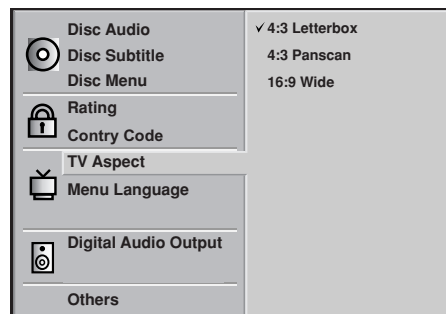 Disc Audio
Disc Subtitle
Disc Menu
Rating
Contry Code
TV Aspect
Menu Language
Digital Audio Output
Others
✓ 4:3 Letterbox
4:3 Panscan
16:9 Wide